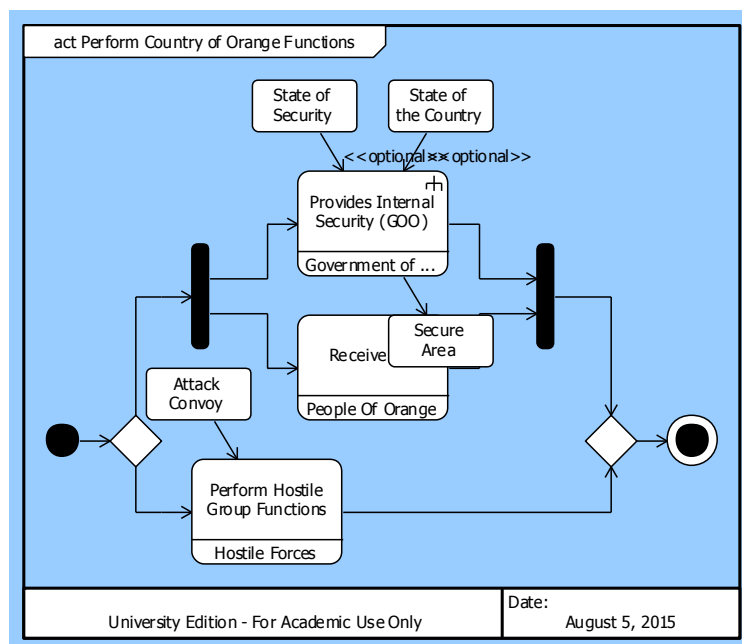 act Perform Country of Orange Functions
State of
Security
State of
the Country
<<optional>>
<<optional>>
Provides Internal
Security (GOO)
Government of ...
Receive
Secure
Area
People Of Orange
Attack
Convoy
Perform Hostile
Group Functions
Hostile Forces
University Edition - For Academic Use Only
Date:
August 5, 2015